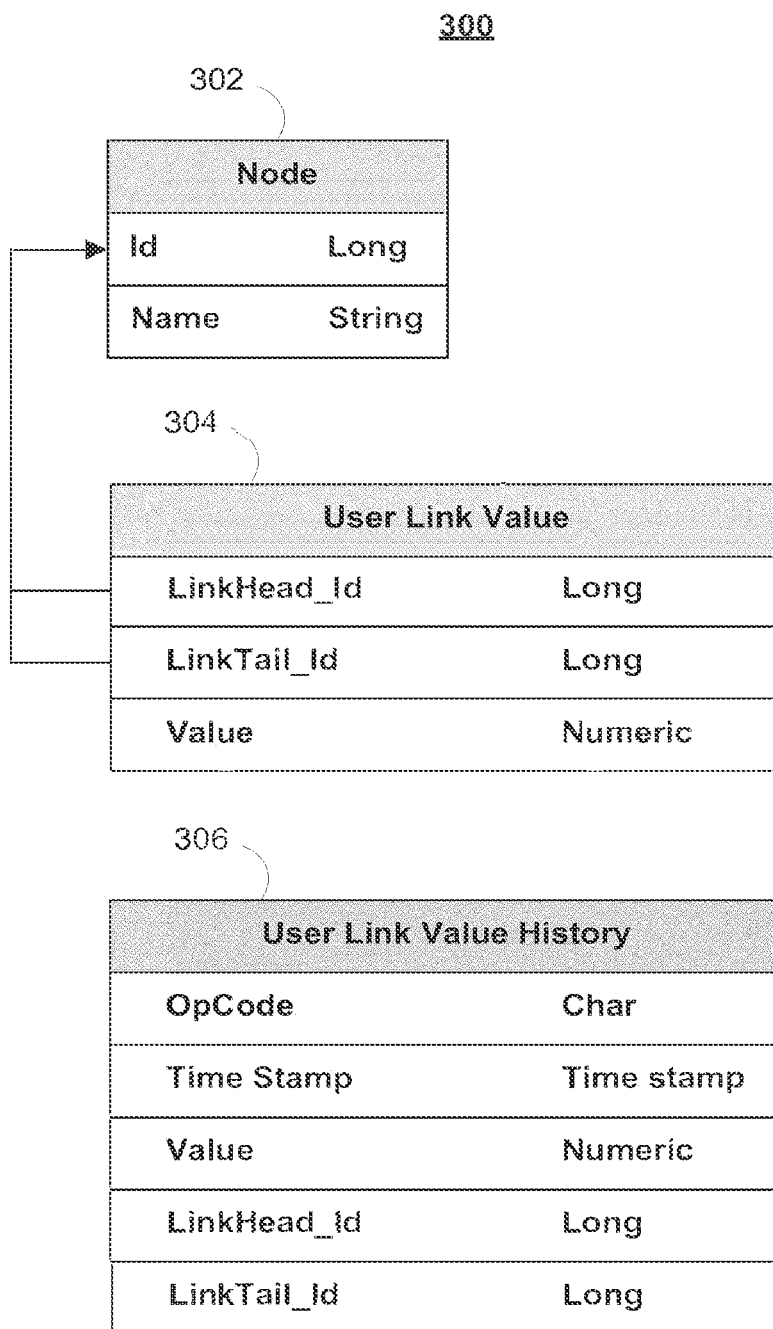 300
302
Node
Id Long
Name String
304
User Link Value
LinkHead_Id Long
LinkTail_Id Long
Value Numeric
306
User Link Value History
OpCode Char
Time Stamp Time stamp
Value Numeric
LinkHead_Id Long
LinkTail_Id Long